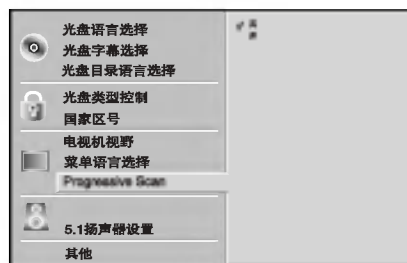 光盘语言选择
光盘字幕选择
光盘目录语言选择
光盘类型控制
国家区号
电视机视野
菜单语言选择
Progressive Scan
5.1扬声器设置
其他